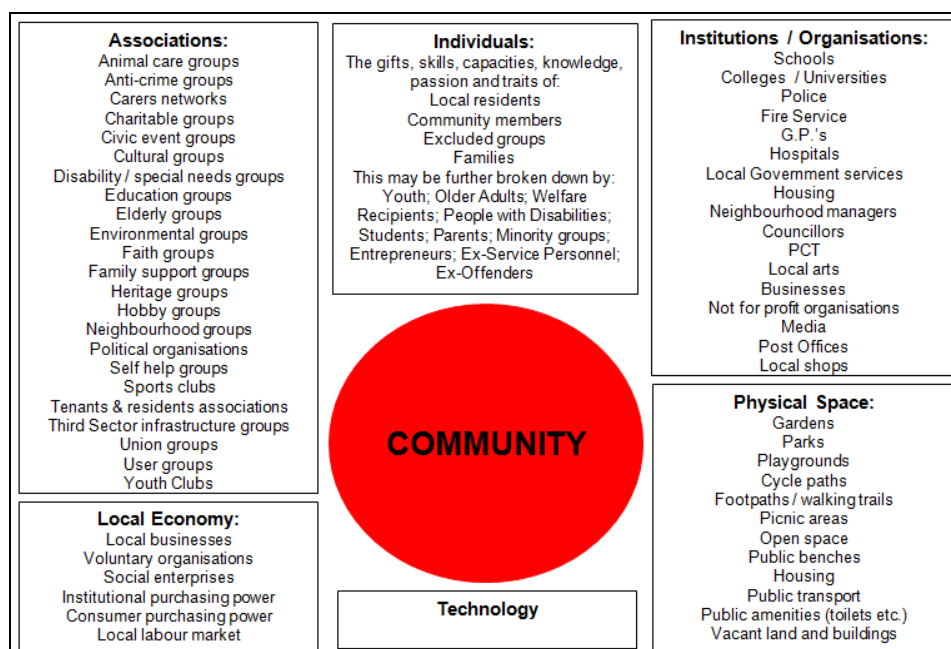 Associations:
Animal care groups
Anti-crime groups
Carers networks
Charitable groups
Civic event groups
Cultural groups
Disability / special needs groups
Education groups
Elderly groups
Environmental groups
Faith groups
Family support groups
Heritage groups
Hobby groups
Neighbourhood groups
Political organisations
Self help groups
Sports clubs
Tenants & residents associations
Third Sector infrastructure groups
Union groups
User groups
Youth Clubs
Local Economy:
Local businesses
Voluntary organisations
Social enterprises
Institutional purchasing power
Consumer purchasing power
Local labour market
Individuals:
The gifts, skills, capacities, knowledge,
passion and traits of:
Local residents
Community members
Excluded groups
Families
This may be further broken down by:
Youth; Older Adults; Welfare
Recipients; People with Disabilities;
Students; Parents; Minority groups;
Entrepreneurs; Ex-Service Personnel;
Ex-Offenders
COMMUNITY
Technology
Institutions / Organisations:
Schools
Colleges / Universities
Police
Fire Service
G.P.'s
Hospitals
Local Government services
Housing
Neighbourhood managers
Councillors
PCT
Local arts
Businesses
Not for profit organisations
Media
Post Offices
Local shops
Physical Space:
Gardens
Parks
Playgrounds
Cycle paths
Footpaths / walking trails
Picnic areas
Open space
Public benches
Housing
Public transport
Public amenities (toilets etc.)
Vacant land and buildings